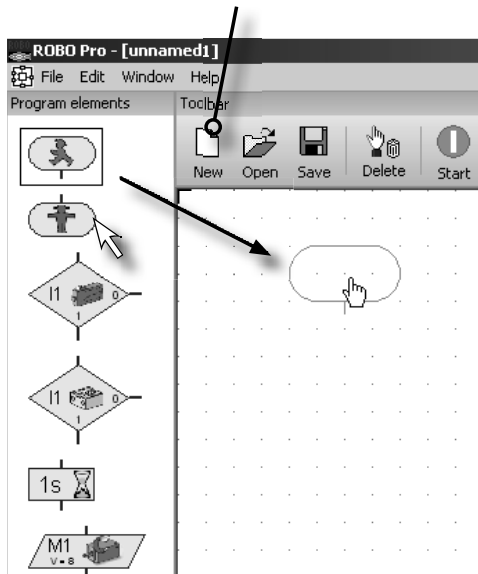 ROBO Pro - [unnamed1]
File Edit Window Help
Program elements
Toolbar
New Open Save Delete Start
I1 0
1
I1 0
1
1s
M1
V=8